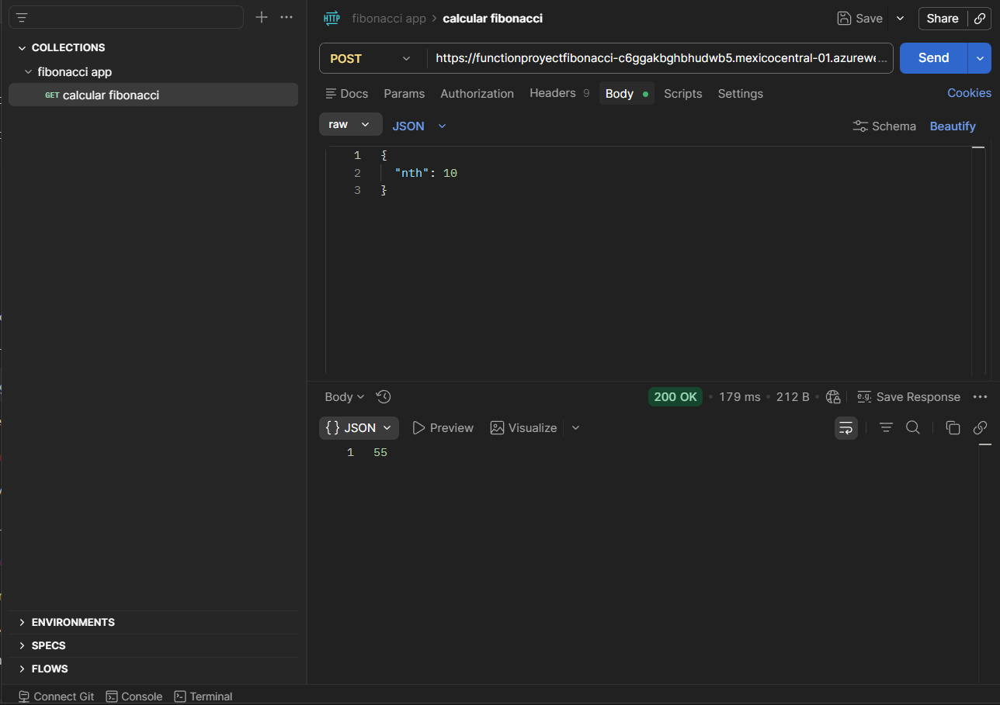 COLLECTIONS
fibonacci app
GET calcular fibonacci
ENVIRONMENTS
SPECS
FLOWS
Connect Git Console Terminal
HTTP fibonacci app > calcular fibonacci Save Share
POST https://functionproyectfibonacci-c6ggakbghbhudwb5.mexicocentral-01.azurewe... Send
Docs Params Authorization Headers 9 Body Scripts Settings Cookies
raw JSON Schema Beautify
1 {
2 "nth": 10
3 }
Body 200 OK • 179 ms • 212 B • e.g. Save Response
{} JSON Preview Visualize
1 55